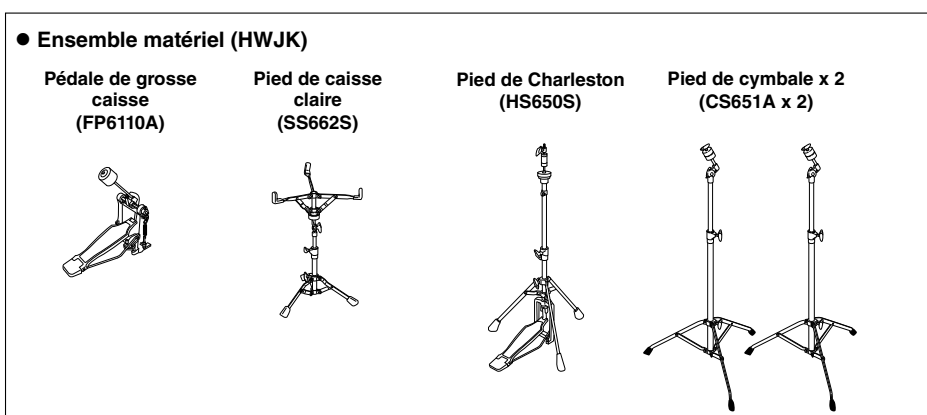 ● Ensemble matériel (HWJK)
Pédale de grosse
caisse
(FP6110A)
Pied de caisse
claire
(SS662S)
Pied de Charleston
(HS650S)
Pied de cymbale x 2
(CS651A x 2)